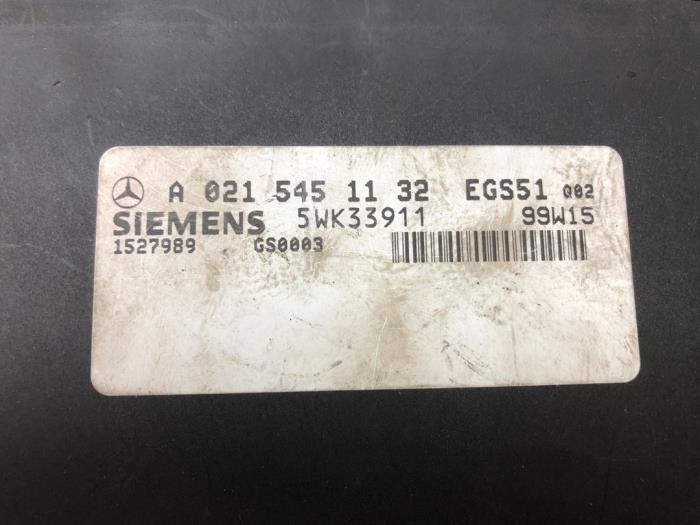 A 021 545 11 32 EGS51 Q02
SIEMENS 5WK33911 99W15
1527989 GS0003